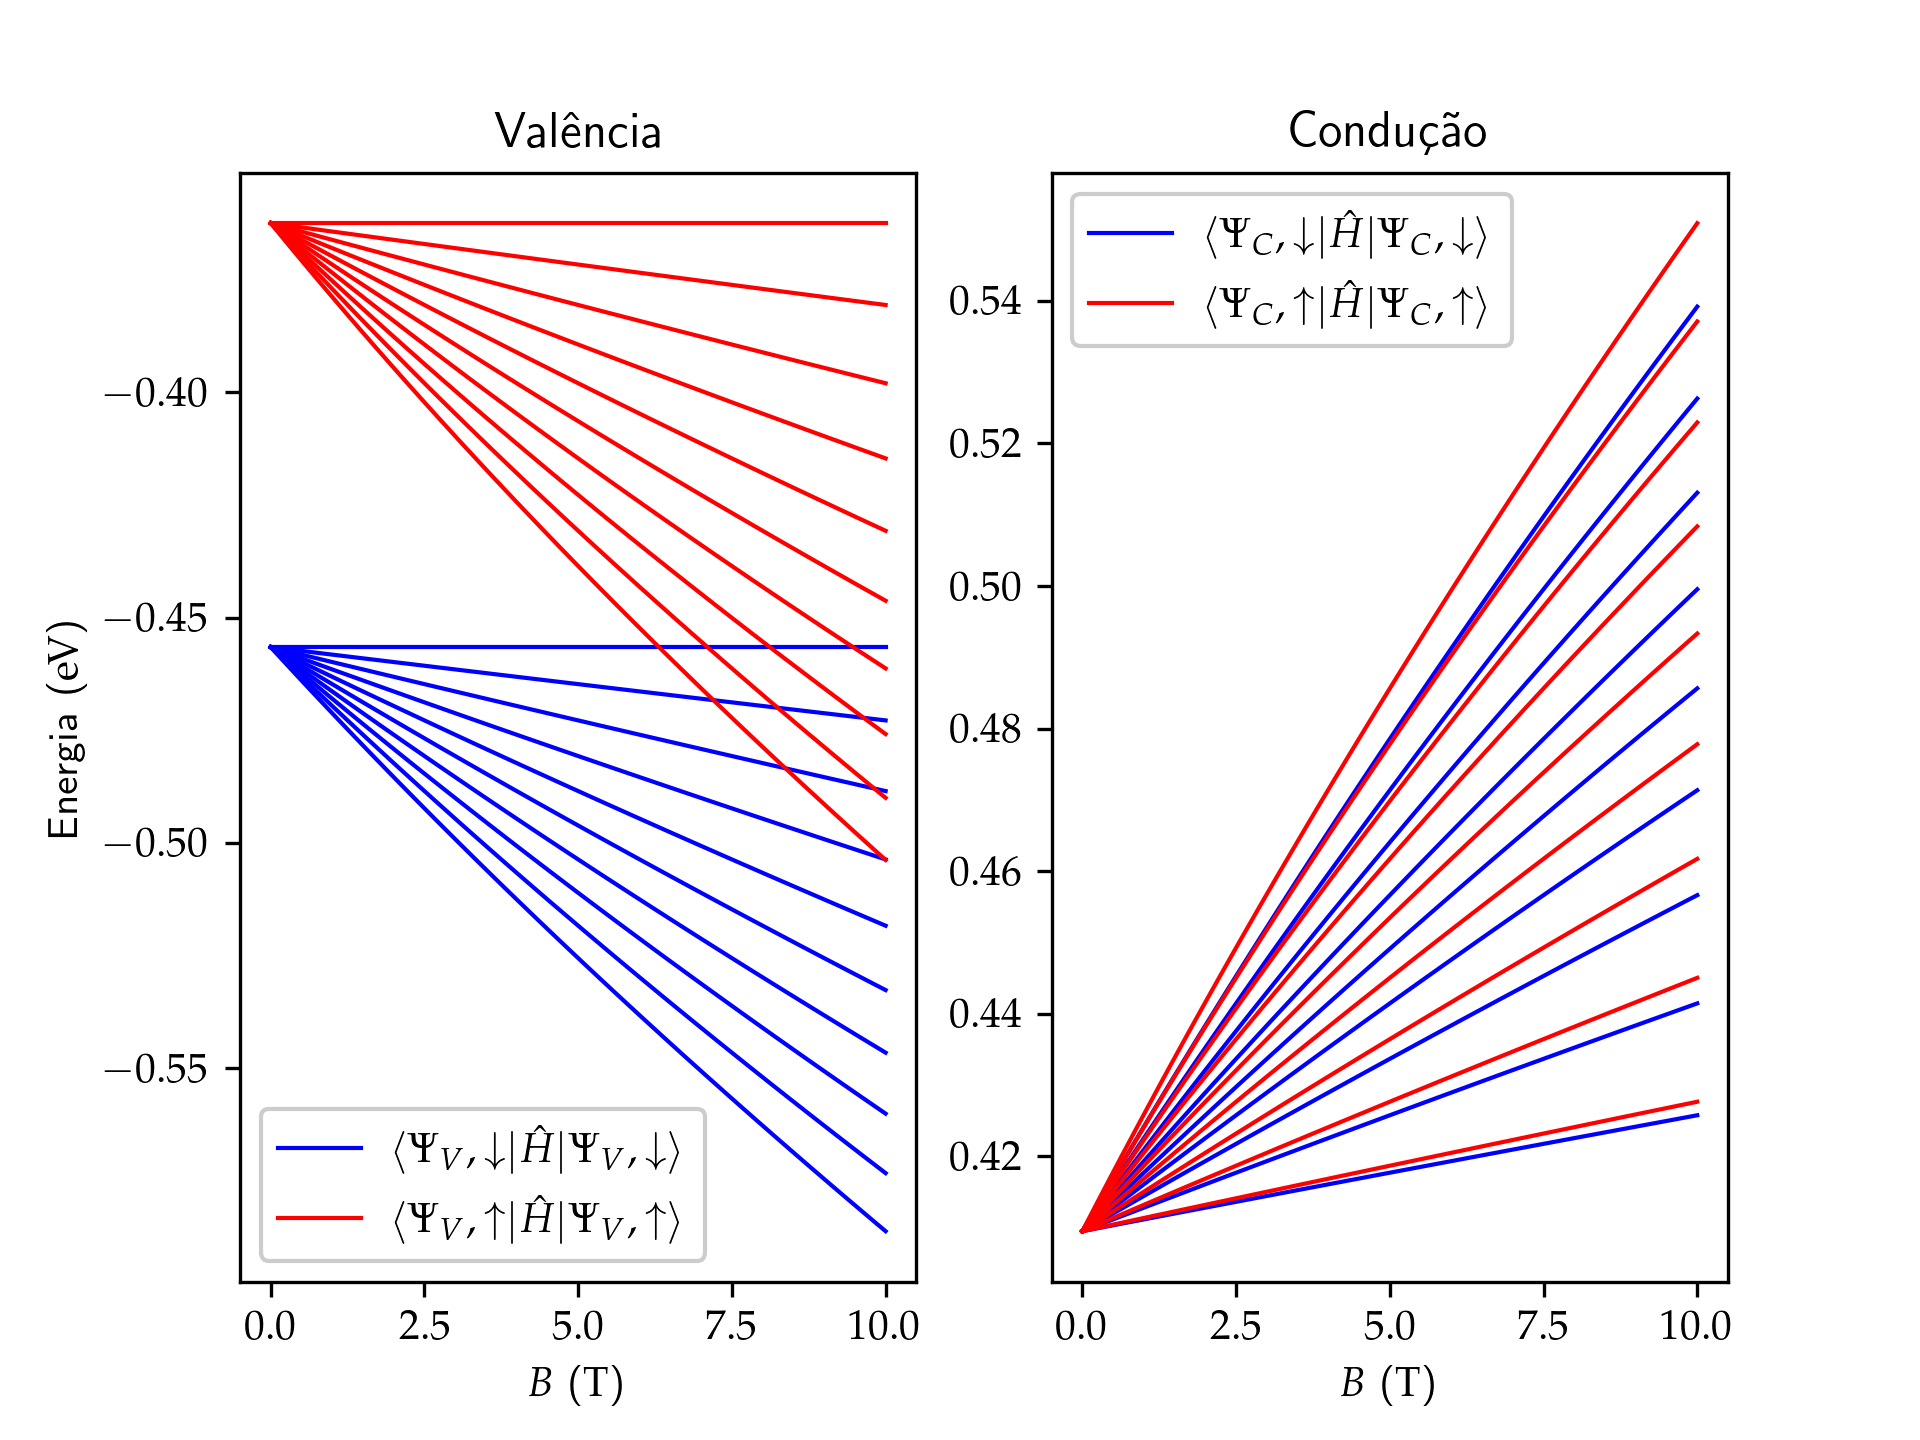 Valência
Energia (eV)
−0.40
−0.45
−0.50
−0.55
⟨Ψ_V, ↓|Ĥ|Ψ_V, ↓⟩
⟨Ψ_V, ↑|Ĥ|Ψ_V, ↑⟩
0.0 2.5 5.0 7.5 10.0
B (T)
Condução
⟨Ψ_C, ↓|Ĥ|Ψ_C, ↓⟩
⟨Ψ_C, ↑|Ĥ|Ψ_C, ↑⟩
0.54
0.52
0.50
0.48
0.46
0.44
0.42
0.0 2.5 5.0 7.5 10.0
B (T)